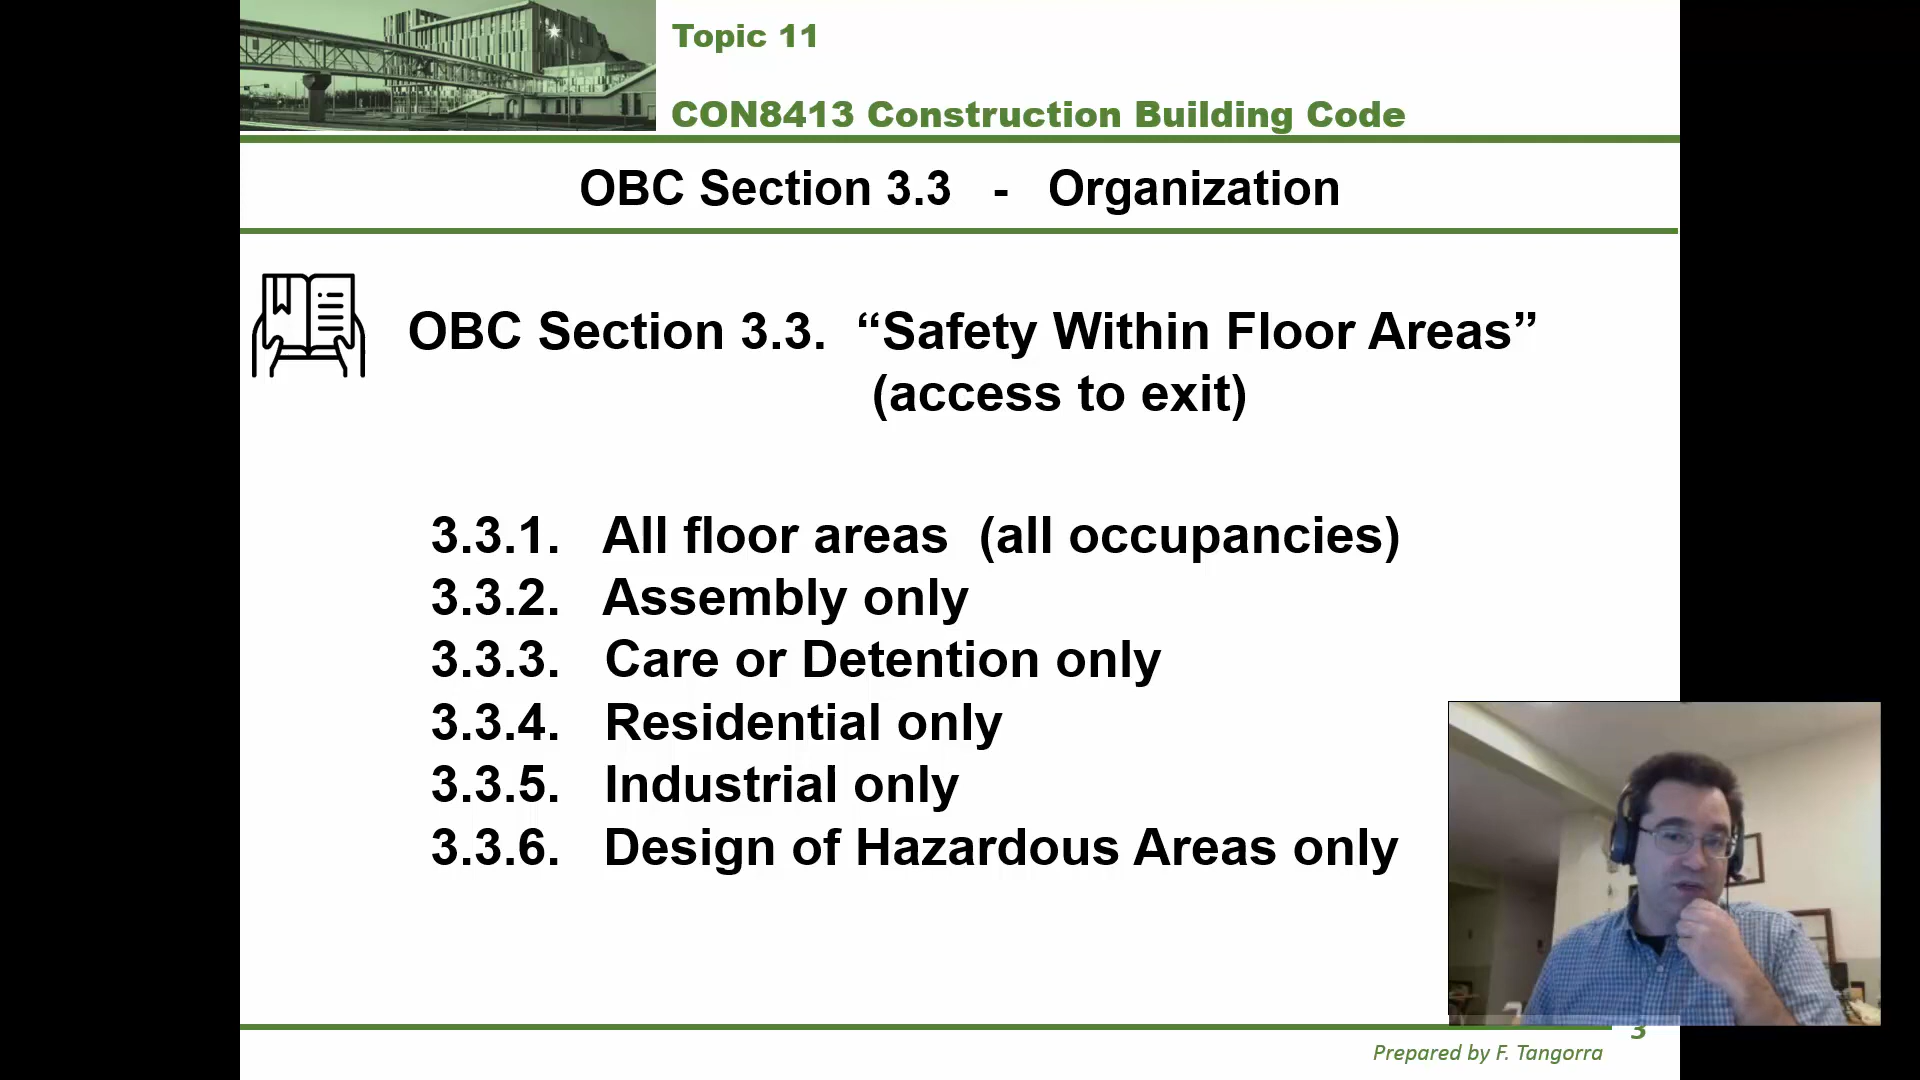 Topic 11
CON8413 Construction Building Code
OBC Section 3.3 - Organization
OBC Section 3.3. “Safety Within Floor Areas”
(access to exit)
3.3.1. All floor areas (all occupancies)
3.3.2. Assembly only
3.3.3. Care or Detention only
3.3.4. Residential only
3.3.5. Industrial only
3.3.6. Design of Hazardous Areas only
3
Prepared by F. Tangorra